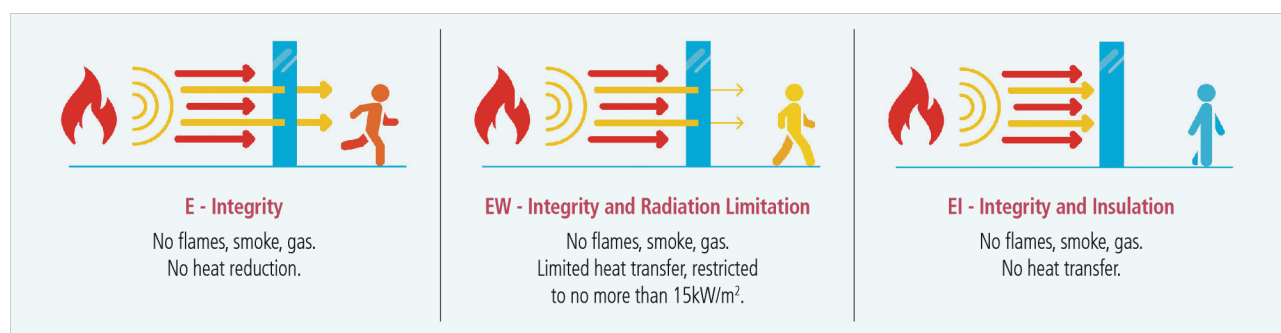 E - Integrity
No flames, smoke, gas.
No heat reduction.
EW - Integrity and Radiation Limitation
No flames, smoke, gas.
Limited heat transfer, restricted
to no more than 15kW/m².
EI - Integrity and Insulation
No flames, smoke, gas.
No heat transfer.